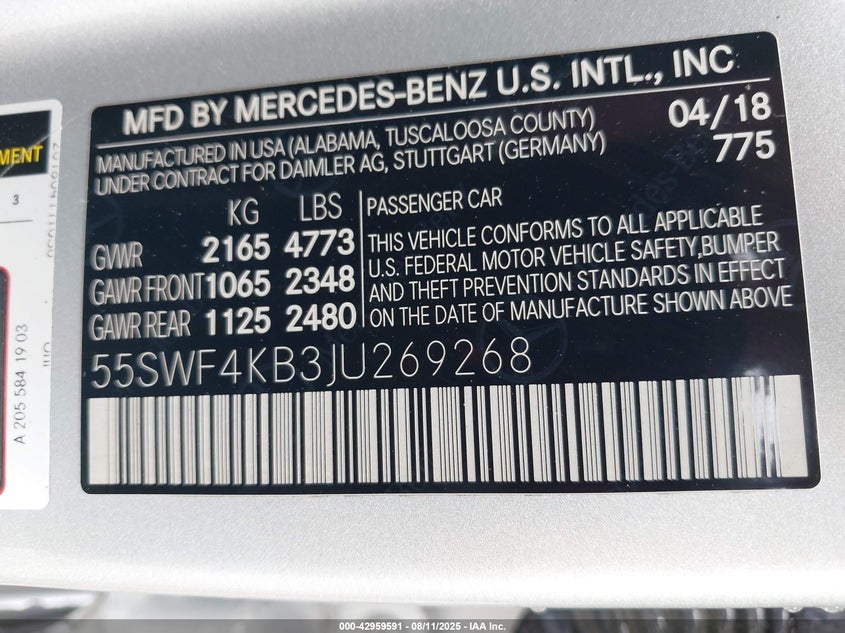 MFD BY MERCEDES-BENZ U.S. INTL., INC
MANUFACTURED IN USA (ALABAMA, TUSCALOOSA COUNTY)
UNDER CONTRACT FOR DAIMLER AG, STUTTGART (GERMANY)
04/18
775
KG LBS
GVWR 2165 4773
GAWR FRONT 1065 2348
GAWR REAR 1125 2480
PASSENGER CAR
THIS VEHICLE CONFORMS TO ALL APPLICABLE
U.S. FEDERAL MOTOR VEHICLE SAFETY,BUMPER
AND THEFT PREVENTION STANDARDS IN EFFECT
ON THE DATE OF MANUFACTURE SHOWN ABOVE
55SWF4KB3JU269268
MENT
3
A 205 584 19 03
000-42959591 - 08/11/2025 - IAA Inc.